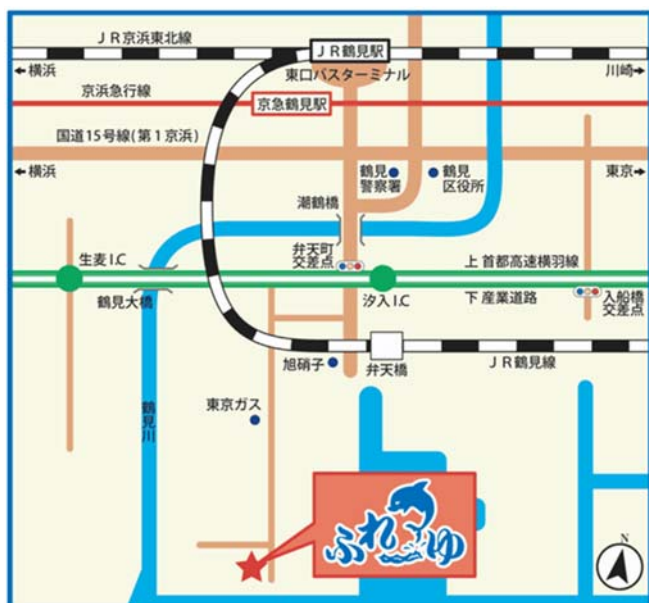 JR京浜東北線
JR鶴見駅
←横浜
東口バスターミナル
川崎→
京浜急行線
京急鶴見駅
国道15号線(第1京浜)
←横浜
鶴見
警察署
鶴見
区役所
東京→
潮鶴橋
生麦I.C
弁天町
交差点
上 首都高速横羽線
鶴見大橋
汐入I.C
下 産業道路
入船橋
交差点
旭硝子
弁天橋
JR鶴見線
東京ガス
鶴見川
ふれーゆ
N